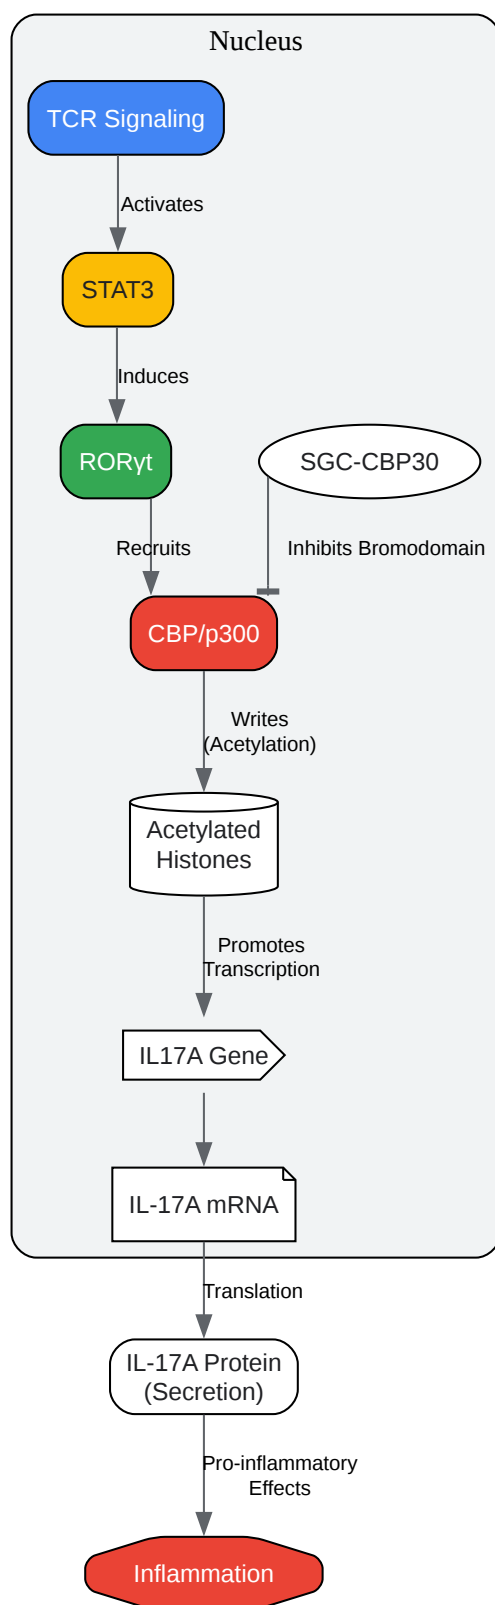 Nucleus
TCR Signaling
Activates
STAT3
Induces
RORγt
SGC-CBP30
Recruits
Inhibits Bromodomain
CBP/p300
Writes
(Acetylation)
Acetylated
Histones
Promotes
Transcription
IL17A Gene
IL-17A mRNA
Translation
IL-17A Protein
(Secretion)
Pro-inflammatory
Effects
Inflammation